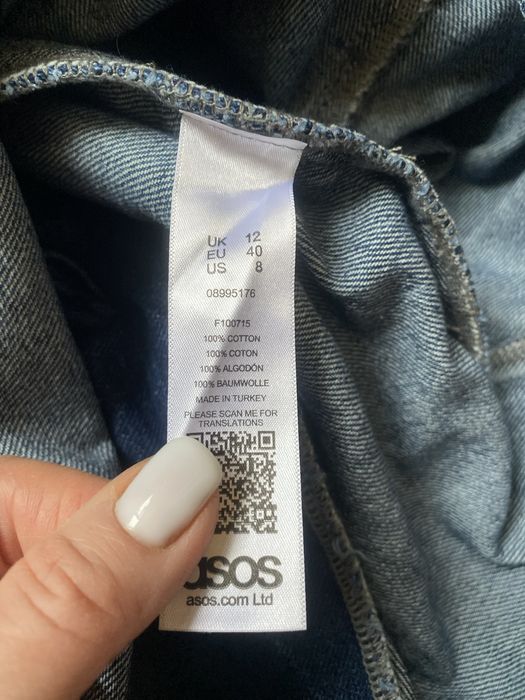 UK 12
EU 40
US 8
08995176
F100715
100% COTTON
100% COTON
100% ALGODÓN
100% BAUMWOLLE
MADE IN TURKEY
PLEASE SCAN ME FOR
TRANSLATIONS
asos
asos.com Ltd